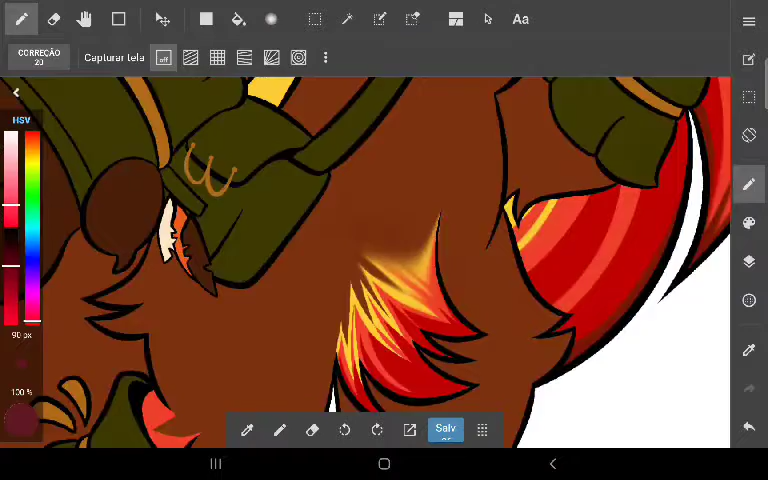 Aa
CORREÇÃO
20
Capturar tela
off
HSV
90 px
100 %
Salv